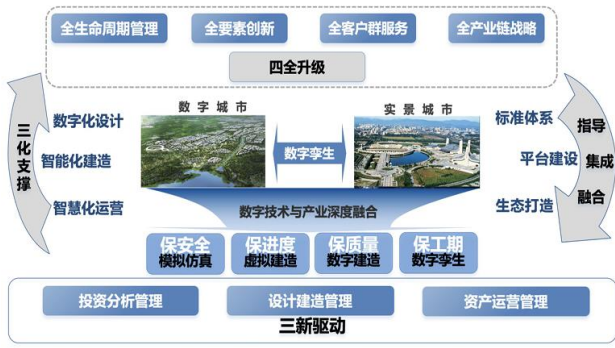 全生命周期管理
全要素创新
全客户群服务
全产业链战略
四全升级
三化支撑
数字化设计
智能化建造
智慧化运营
数字城市
数字孪生
实景城市
标准体系
平台建设
生态打造
指导
集成
融合
数字技术与产业深度融合
保安全
模拟仿真
保进度
虚拟建造
保质量
数字建造
保工期
数字孪生
投资分析管理
设计建造管理
资产运营管理
三新驱动